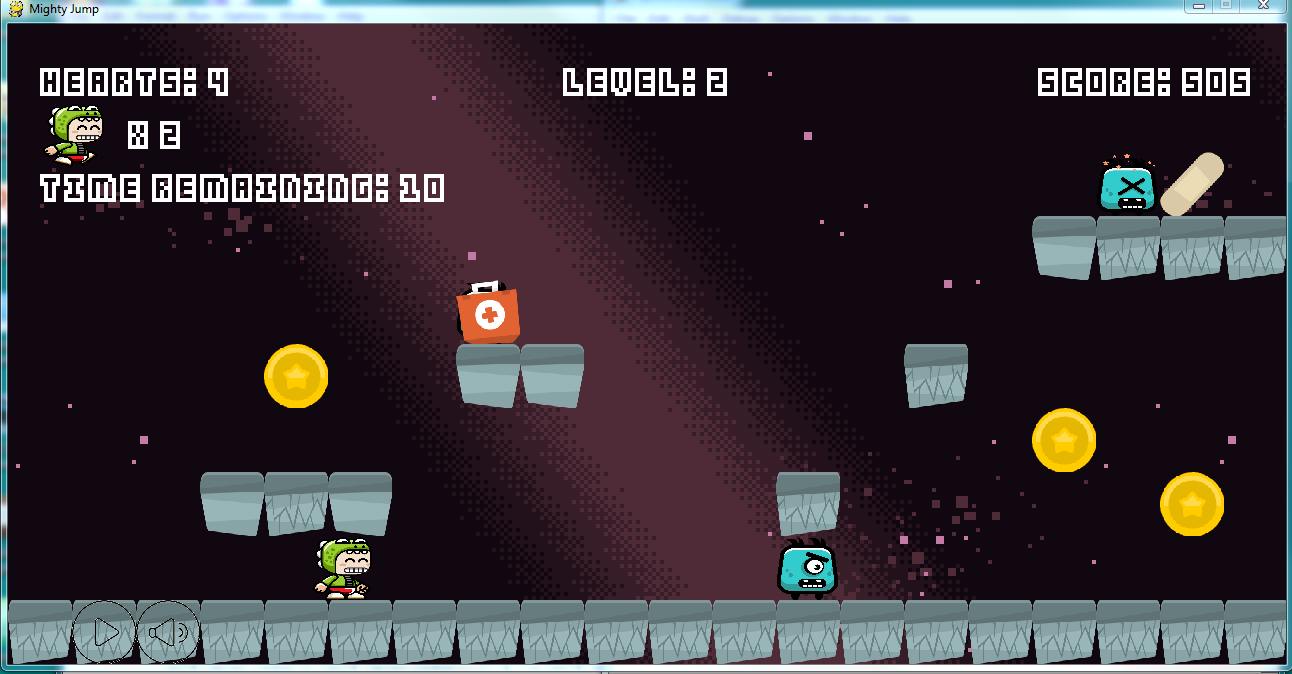 Mighty Jump
HEARTS: 4
LEVEL: 2
SCORE: 505
X 2
TIME REMAINING: 10